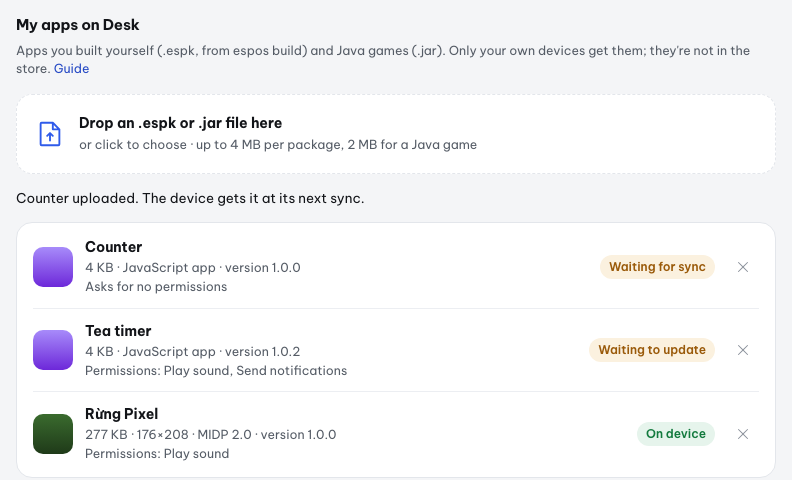 My apps on Desk
Apps you built yourself (.espk, from espos build) and Java games (.jar). Only your own devices get them; they're not in the
store. Guide
Drop an .espk or .jar file here
or click to choose · up to 4 MB per package, 2 MB for a Java game
Counter uploaded. The device gets it at its next sync.
Counter
4 KB · JavaScript app · version 1.0.0
Asks for no permissions
Waiting for sync
Tea timer
4 KB · JavaScript app · version 1.0.2
Permissions: Play sound, Send notifications
Waiting to update
Rừng Pixel
277 KB · 176×208 · MIDP 2.0 · version 1.0.0
Permissions: Play sound
On device